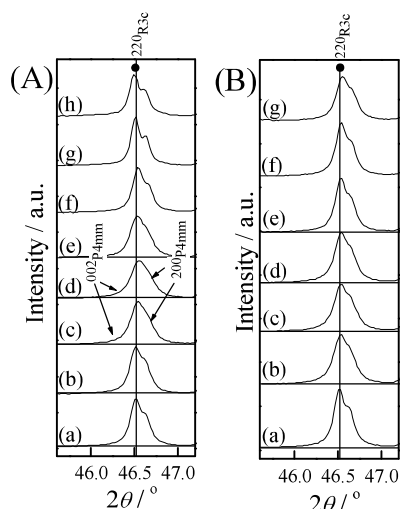 (A)
220R3c
Intensity / a.u.
(h)
(g)
(f)
(e)
(d)
(c)
(b)
(a)
002P4mm
200P4mm
46.0 46.5 47.0
2θ / °
(B)
220R3c
Intensity / a.u.
(g)
(f)
(e)
(d)
(c)
(b)
(a)
46.0 46.5 47.0
2θ / °